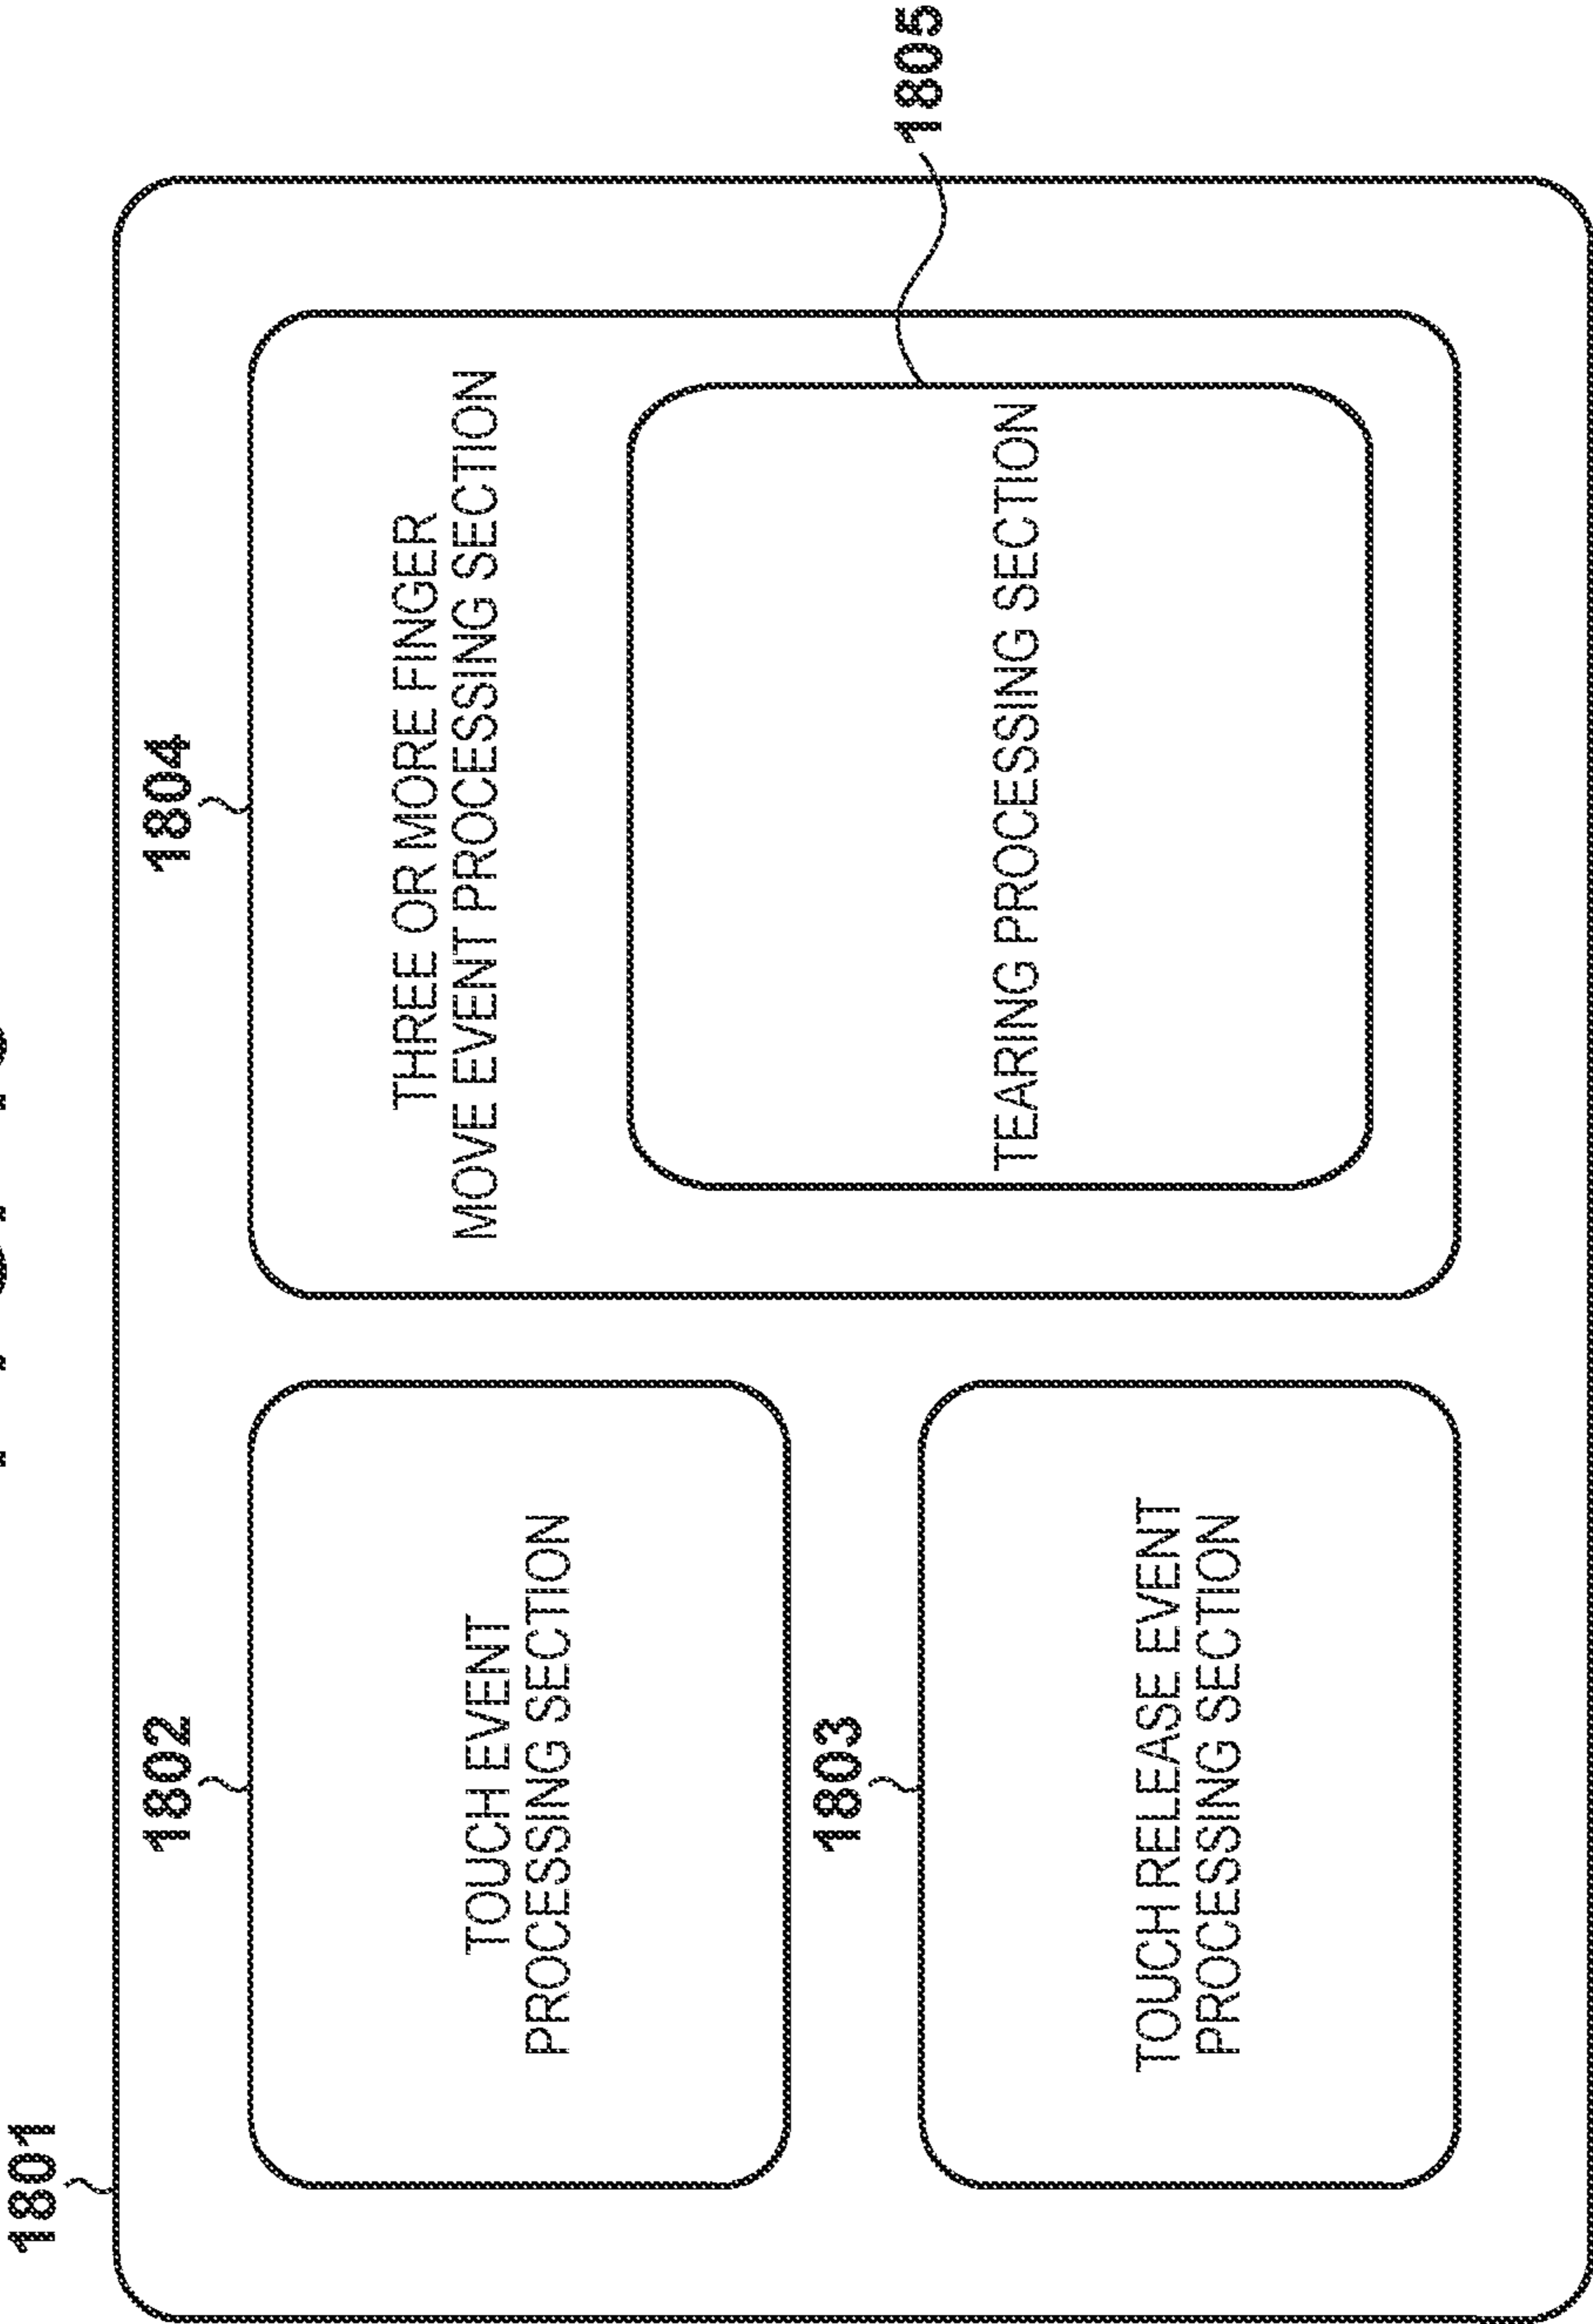 1801
1802
TOUCH EVENT
PROCESSING SECTION
1803
TOUCH RELEASE EVENT
PROCESSING SECTION
1804
THREE OR MORE FINGER
MOVE EVENT PROCESSING SECTION
TEARING PROCESSING SECTION
1805